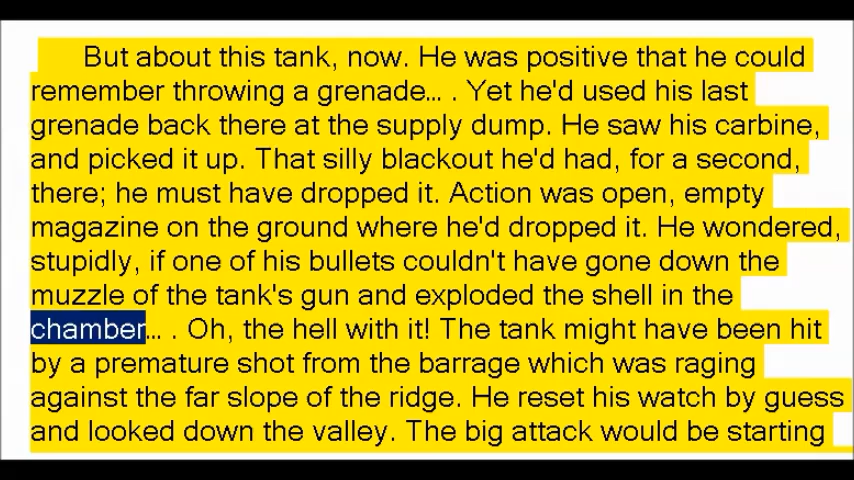 But about this tank, now. He was positive that he could
remember throwing a grenade... . Yet he'd used his last
grenade back there at the supply dump. He saw his carbine,
and picked it up. That silly blackout he'd had, for a second,
there; he must have dropped it. Action was open, empty
magazine on the ground where he'd dropped it. He wondered,
stupidly, if one of his bullets couldn't have gone down the
muzzle of the tank's gun and exploded the shell in the
chamber... . Oh, the hell with it! The tank might have been hit
by a premature shot from the barrage which was raging
against the far slope of the ridge. He reset his watch by guess
and looked down the valley. The big attack would be starting